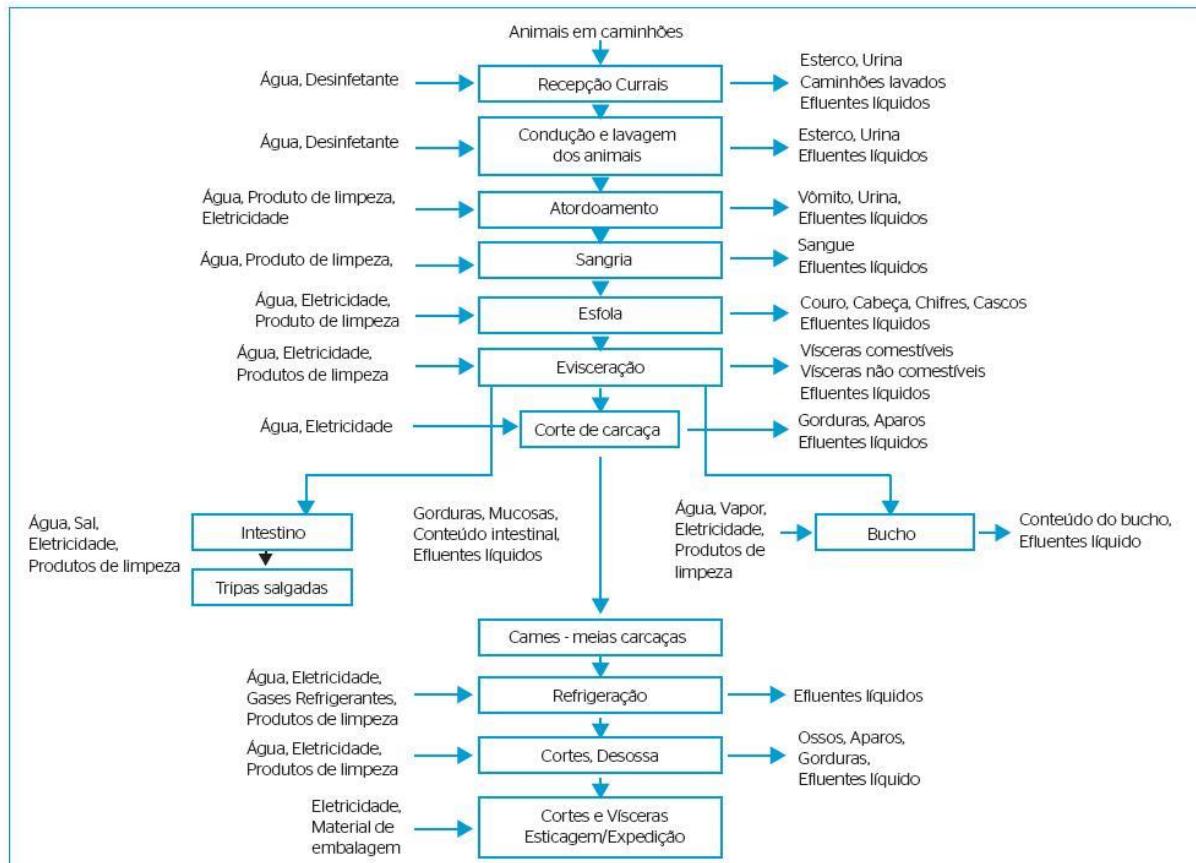 Animais em caminhões
Água, Desinfetante
Recepção Currais
Esterco, Urina
Caminhões lavados
Efluentes líquidos
Água, Desinfetante
Condução e lavagem
dos animais
Esterco, Urina
Efluentes líquidos
Água, Produto de limpeza,
Eletricidade
Atordoamento
Vômito, Urina,
Efluentes líquidos
Água, Produto de limpeza,
Sangria
Sangue
Efluentes líquidos
Água, Eletricidade,
Produto de limpeza
Esfola
Couro, Cabeça, Chifres, Cascos
Efluentes líquidos
Água, Eletricidade,
Produtos de limpeza
Evisceração
Vísceras comestíveis
Vísceras não comestíveis
Efluentes líquidos
Água, Eletricidade
Corte de carcaça
Gorduras, Aparos
Efluentes líquidos
Água, Sal,
Eletricidade,
Produtos de limpeza
Intestino
Tripas salgadas
Gorduras, Mucosas,
Conteúdo intestinal,
Efluentes líquidos
Água, Vapor,
Eletricidade,
Produtos de
limpeza
Bucho
Conteúdo do bucho,
Efluentes líquido
Carnes - meias carcaças
Água, Eletricidade,
Gases Refrigerantes,
Produtos de limpeza
Refrigeração
Efluentes líquidos
Água, Eletricidade,
Produtos de limpeza
Cortes, Desossa
Ossos, Aparos,
Gorduras,
Efluentes líquido
Eletricidade,
Material de
embalagem
Cortes e Vísceras
Esticagem/Expedição